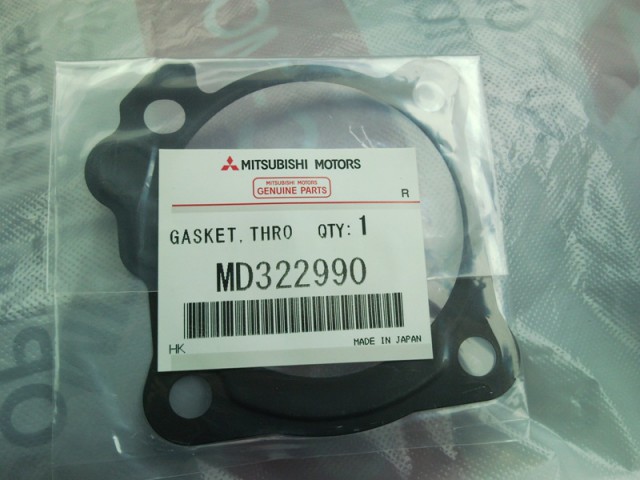 MITSUBISHI MOTORS
MITSUBISHI MOTORS
GENUINE PARTS
R
GASKET, THRO QTY: 1
MD322990
HK MADE IN JAPAN